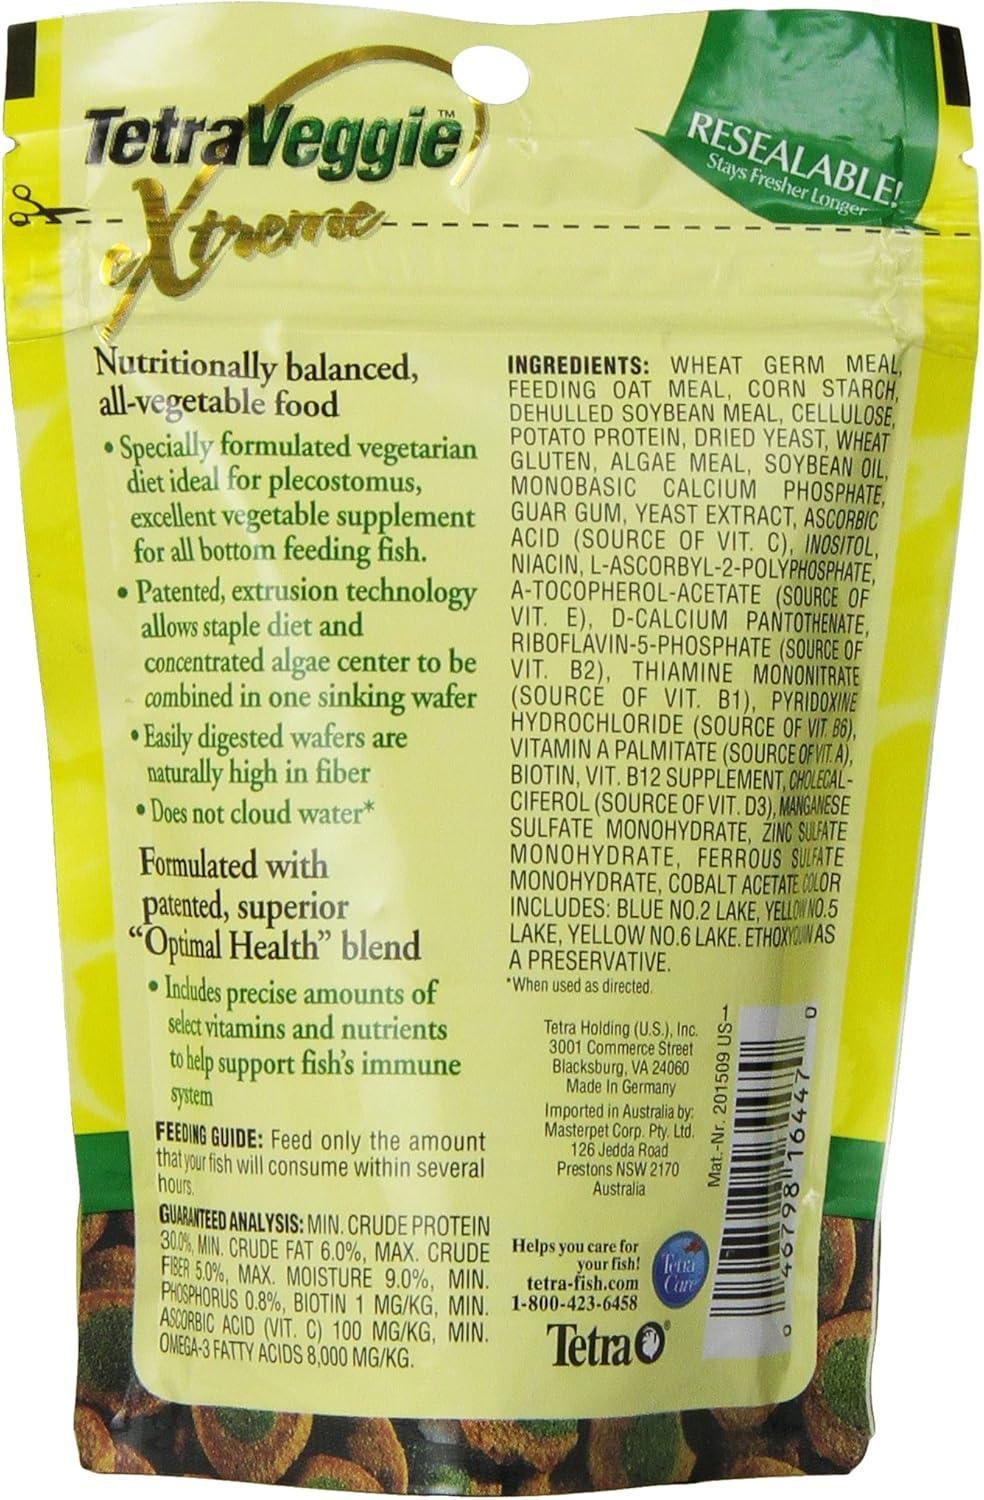 TetraVeggie™
eXtreme
RESEALABLE!
Stays Fresher Longer
Nutritionally balanced,
all-vegetable food
• Specially formulated vegetarian
diet ideal for plecostomus,
excellent vegetable supplement
for all bottom feeding fish.
• Patented, extrusion technology
allows staple diet and
concentrated algae center to be
combined in one sinking wafer
• Easily digested wafers are
naturally high in fiber
• Does not cloud water*
Formulated with
patented, superior
“Optimal Health” blend
• Includes precise amounts of
select vitamins and nutrients
to help support fish’s immune
system
FEEDING GUIDE: Feed only the amount
that your fish will consume within several
hours.
GUARANTEED ANALYSIS: MIN. CRUDE PROTEIN
30.0%, MIN. CRUDE FAT 6.0%, MAX. CRUDE
FIBER 5.0%, MAX. MOISTURE 9.0%, MIN.
PHOSPHORUS 0.8%, BIOTIN 1 MG/KG, MIN.
ASCORBIC ACID (VIT. C) 100 MG/KG, MIN.
OMEGA-3 FATTY ACIDS 8,000 MG/KG.
INGREDIENTS: WHEAT GERM MEAL,
FEEDING OAT MEAL, CORN STARCH,
DEHULLED SOYBEAN MEAL, CELLULOSE,
POTATO PROTEIN, DRIED YEAST, WHEAT
GLUTEN, ALGAE MEAL, SOYBEAN OIL,
MONOBASIC CALCIUM PHOSPHATE,
GUAR GUM, YEAST EXTRACT, ASCORBIC
ACID (SOURCE OF VIT. C), INOSITOL,
NIACIN, L-ASCORBYL-2-POLYPHOSPHATE,
A-TOCOPHEROL-ACETATE (SOURCE OF
VIT. E), D-CALCIUM PANTOTHENATE,
RIBOFLAVIN-5-PHOSPHATE (SOURCE OF
VIT. B2), THIAMINE MONONITRATE
(SOURCE OF VIT. B1), PYRIDOXINE
HYDROCHLORIDE (SOURCE OF VIT. B6),
VITAMIN A PALMITATE (SOURCE OF VIT. A),
BIOTIN, VIT. B12 SUPPLEMENT, CHOLECAL-
CIFEROL (SOURCE OF VIT. D3), MANGANESE
SULFATE MONOHYDRATE, ZINC SULFATE
MONOHYDRATE, FERROUS SULFATE
MONOHYDRATE, COBALT ACETATE. COLOR
INCLUDES: BLUE NO.2 LAKE, YELLOW NO.5
LAKE, YELLOW NO.6 LAKE. ETHOXYQUIN AS
A PRESERVATIVE.
*When used as directed.
Tetra Holding (U.S.), Inc.
3001 Commerce Street
Blacksburg, VA 24060
Made In Germany
Imported in Australia by:
Masterpet Corp. Pty. Ltd.
126 Jedda Road
Prestons NSW 2170
Australia
Mat.-Nr. 201509 US-1
0 46798 16447 0
Helps you care for
your fish!
tetra-fish.com
1-800-423-6458
Tetra
Care
Tetra®